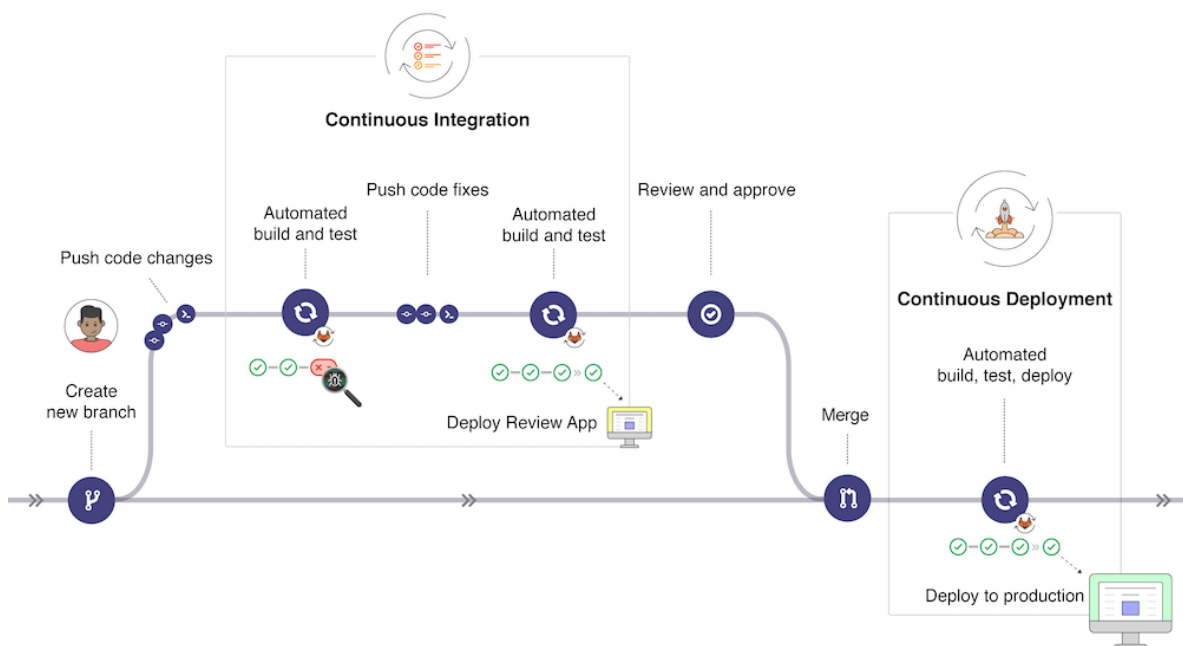 Continuous Integration
Push code fixes
Review and approve
Automated
build and test
Automated
build and test
Push code changes
Continuous Deployment
Automated
build, test, deploy
Create
new branch
Deploy Review App
Merge
Deploy to production